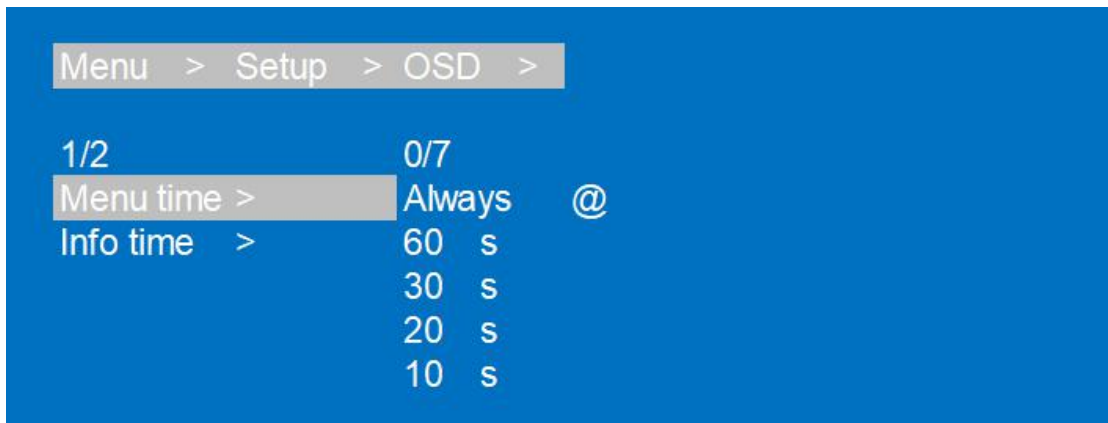 Menu > Setup > OSD >
1/2 0/7
Menu time > Always @
Info time > 60 s
30 s
20 s
10 s